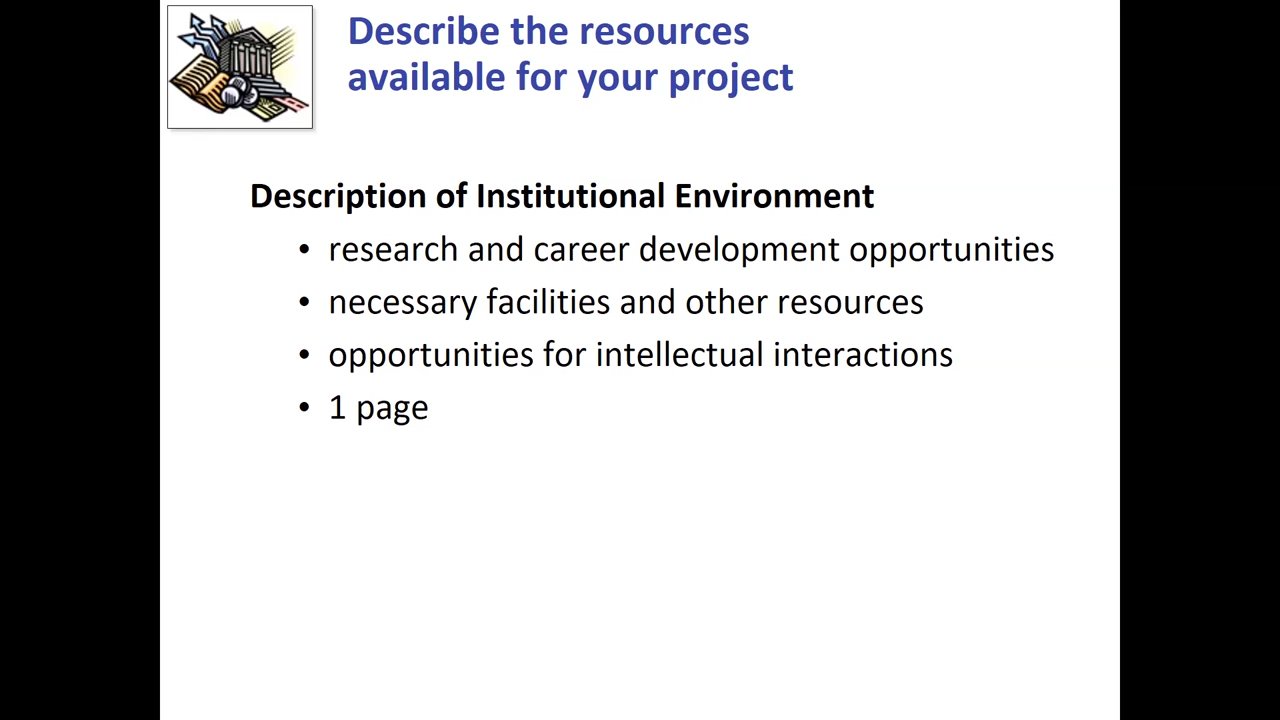 Describe the resources
available for your project
Description of Institutional Environment
• research and career development opportunities
• necessary facilities and other resources
• opportunities for intellectual interactions
• 1 page